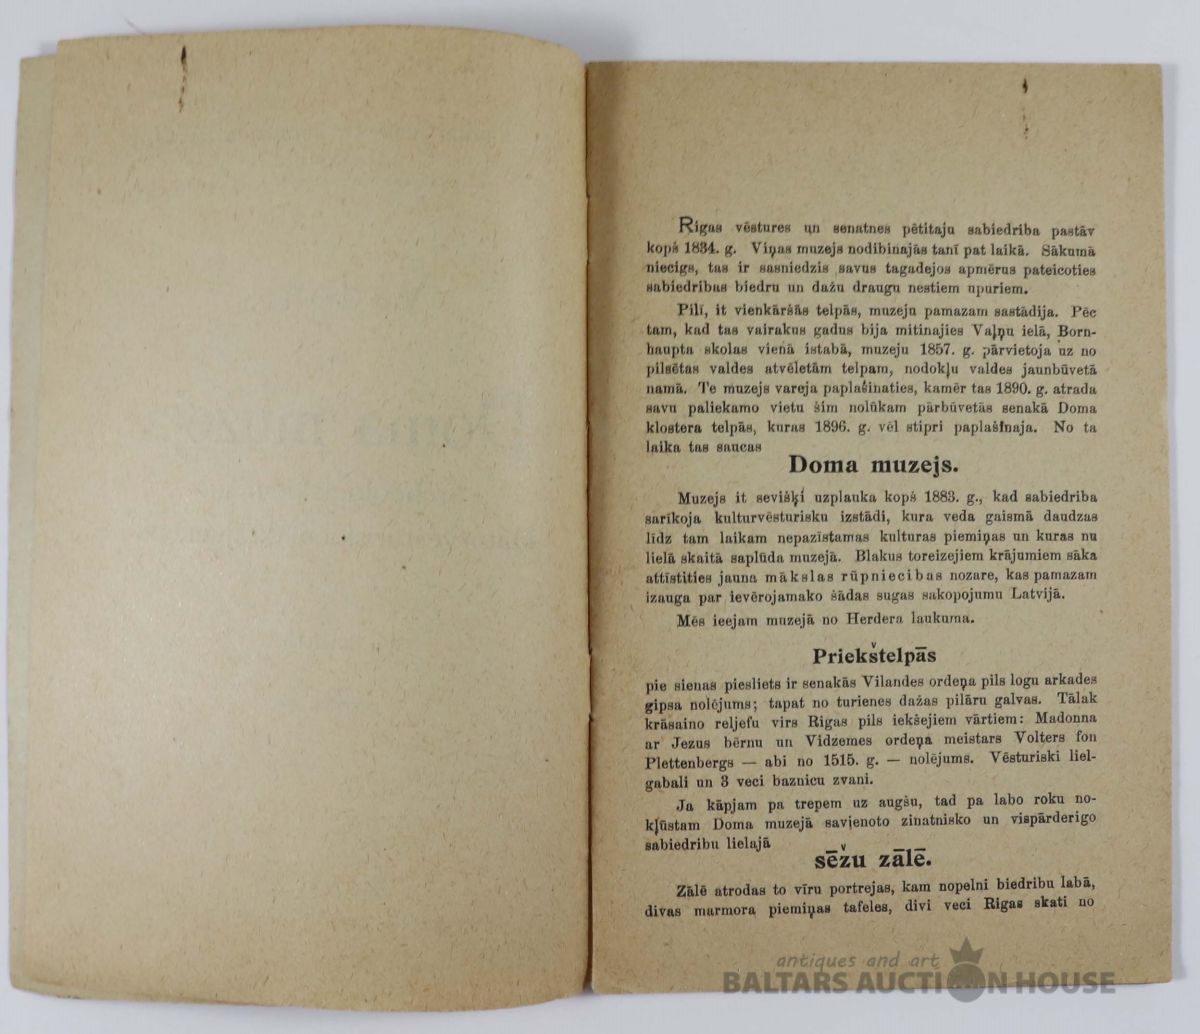 Rigas vēstures un senatnes pētitaju sabiedriba pastāv
kopš 1834. g. Viņas muzejs nodibinajās tanī pat laikā. Sākumā
niecigs, tas ir sasniedzis savus tagadejos apmērus pateicoties
sabiedribas biedru un dažu draugu nestiem upuriem.
Pilī, it vienkāršās telpās, muzeju pamazam sastādija. Pēc
tam, kad tas vairakus gadus bija mitinajies Vaļņu ielā, Born-
haupta skolas vienā istabā, muzeju 1857. g. pārvietoja uz no
pilsētas valdes atvēletām telpam, nodokļu valdes jaunbūvetā
namā. Te muzejs vareja paplašinaties, kamēr tas 1890. g. atrada
savu paliekamo vietu šim nolūkam pārbūvetās senakā Doma
klostera telpās, kuras 1896. g. vēl stipri paplašinaja. No ta
laika tas saucas
Doma muzejs.
Muzejs it sevišķi uzplauka kopš 1883. g., kad sabiedriba
sarīkoja kulturvēsturisku izstādi, kura veda gaismā daudzas
līdz tam laikam nepazīstamas kulturas piemiņas un kuras nu
lielā skaitā saplūda muzejā. Blakus toreizejiem krājumiem sāka
attīstities jauna mākslas rūpniecibas nozare, kas pamazam
izauga par ievērojamako šādas sugas sakopojumu Latvijā.
Mēs ieejam muzejā no Herdera laukuma.
Priekštelpās
pie sienas piesliets ir senakās Vilandes ordeņa pils logu arkades
gipsa nolējums; tapat no turienes dažas pilāru galvas. Tālak
krāsaino reljefu virs Rigas pils iekšejiem vārtiem: Madonna
ar Jezus bērnu un Vidzemes ordeņa meistars Volters fon
Plettenbergs — abi no 1515. g. — nolējums. Vēsturiski liel-
gabali un 3 veci baznicu zvani.
Ja kāpjam pa trepem uz augšu, tad pa labo roku no-
kļūstam Doma muzejā savienoto zinatnisko un vispārderigo
sabiedribu lielajā
sēžu zālē.
Zālē atrodas to vīru portrejas, kam nopelni biedribu labā,
divas marmora piemiņas tafeles, divi veci Rigas skati no
antiques and art
BALTARS AUCTION HOUSE